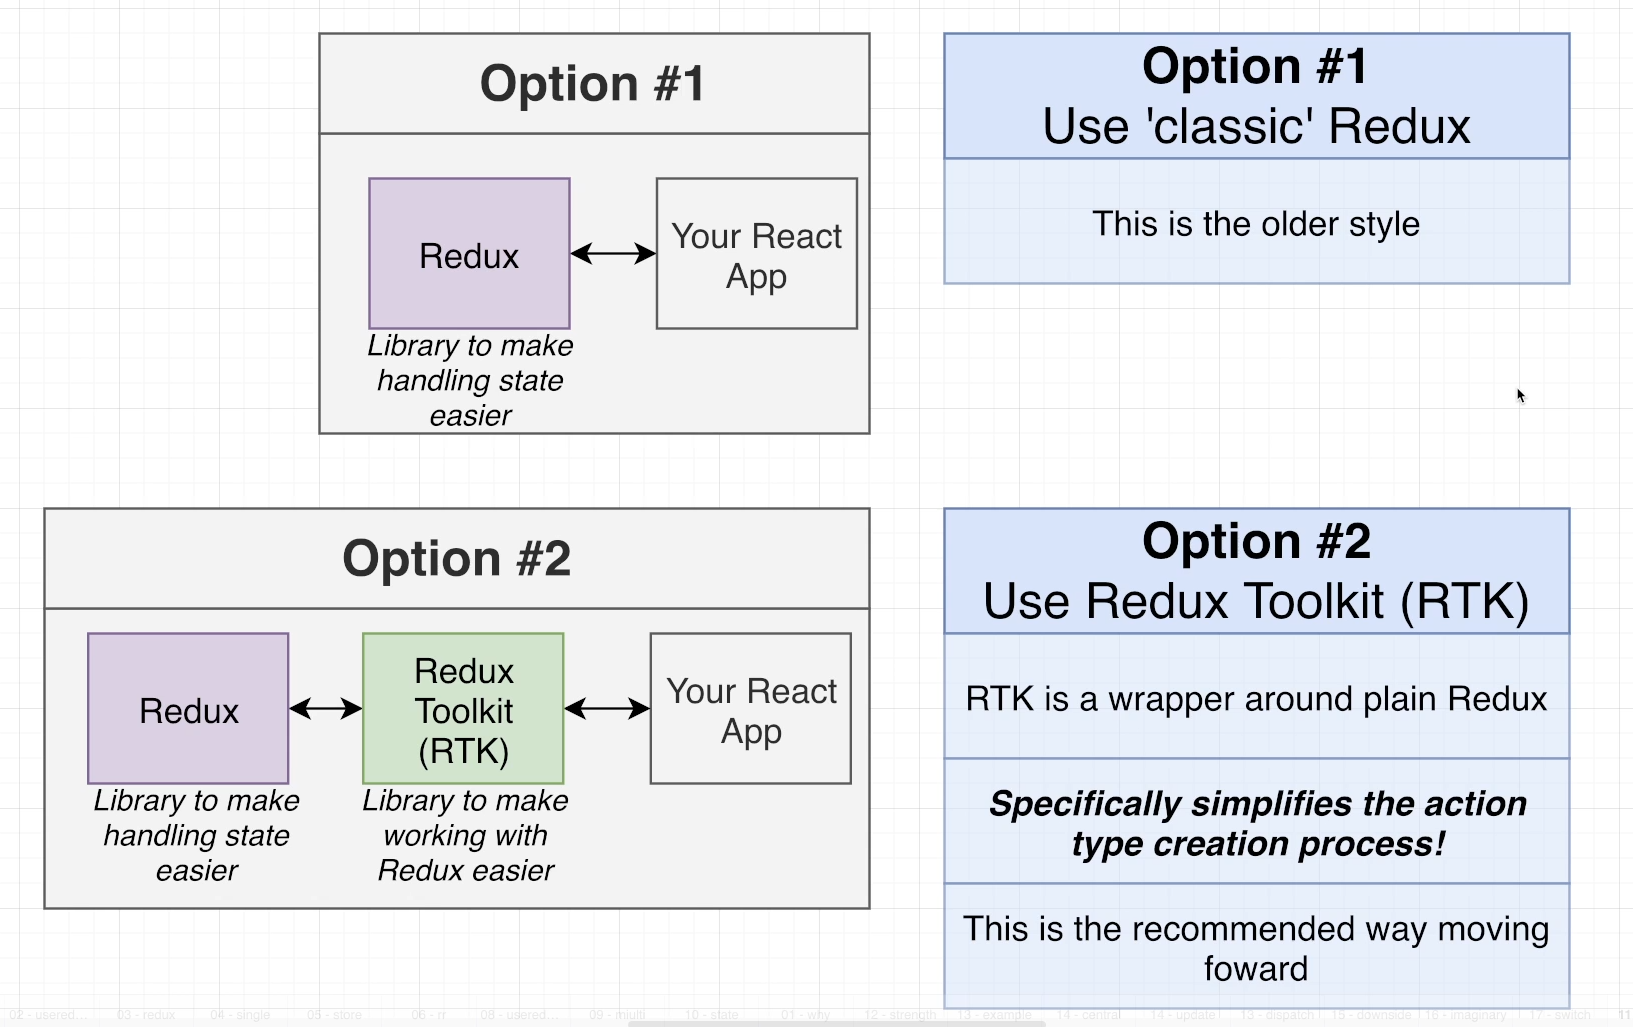 Option #1
Redux
Your React
App
Library to make
handling state
easier
Option #1
Use 'classic' Redux
This is the older style
Option #2
Redux
Redux
Toolkit
(RTK)
Your React
App
Library to make
handling state
easier
Library to make
working with
Redux easier
Option #2
Use Redux Toolkit (RTK)
RTK is a wrapper around plain Redux
Specifically simplifies the action
type creation process!
This is the recommended way moving
foward
02 - usered... 03 - redux 04 - single 05 - store 06 - rr 08 - usered... 09 - miulti 10 - state 01 - why 12 - strength 13 - example 14 - central 14 - update 13 - dispatch 15 - downside 16 - imaginary 17 - switch 11